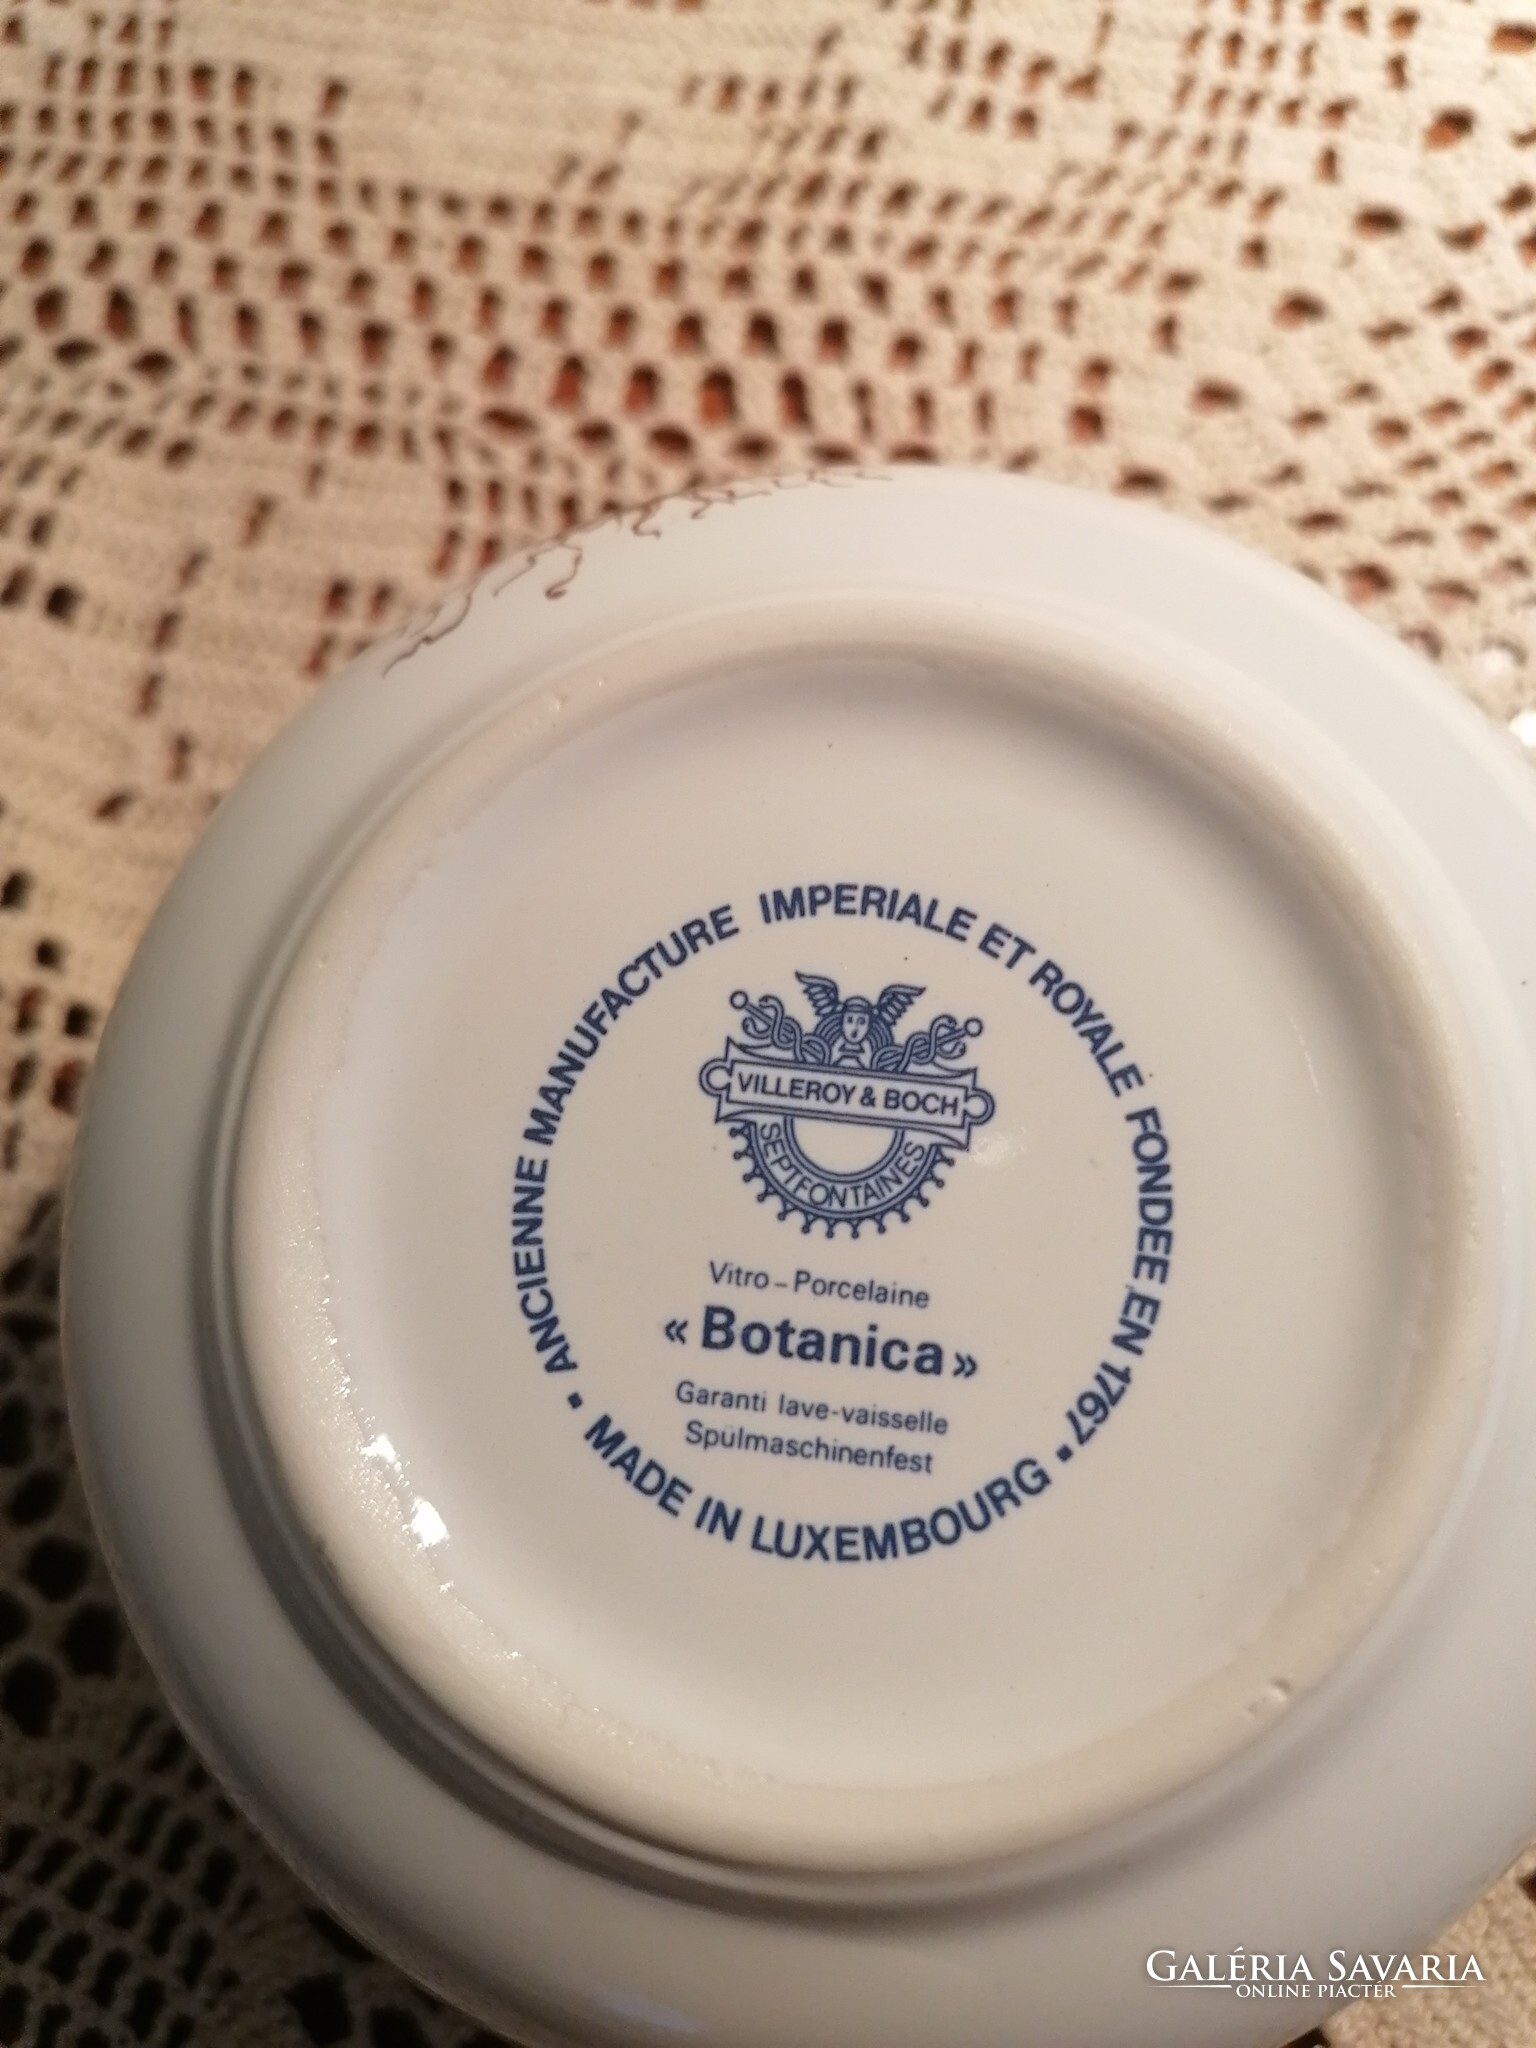 ANCIENNE MANUFACTURE IMPERIALE ET ROYALE FONDEE EN 1767
VILLEROY & BOCH
SEPTFONTAINES
Vitro – Porcelaine
« Botanica »
Garanti lave-vaisselle
Spülmaschinenfest
• MADE IN LUXEMBOURG •
GALÉRIA SAVARIA
ONLINE PIACTÉR